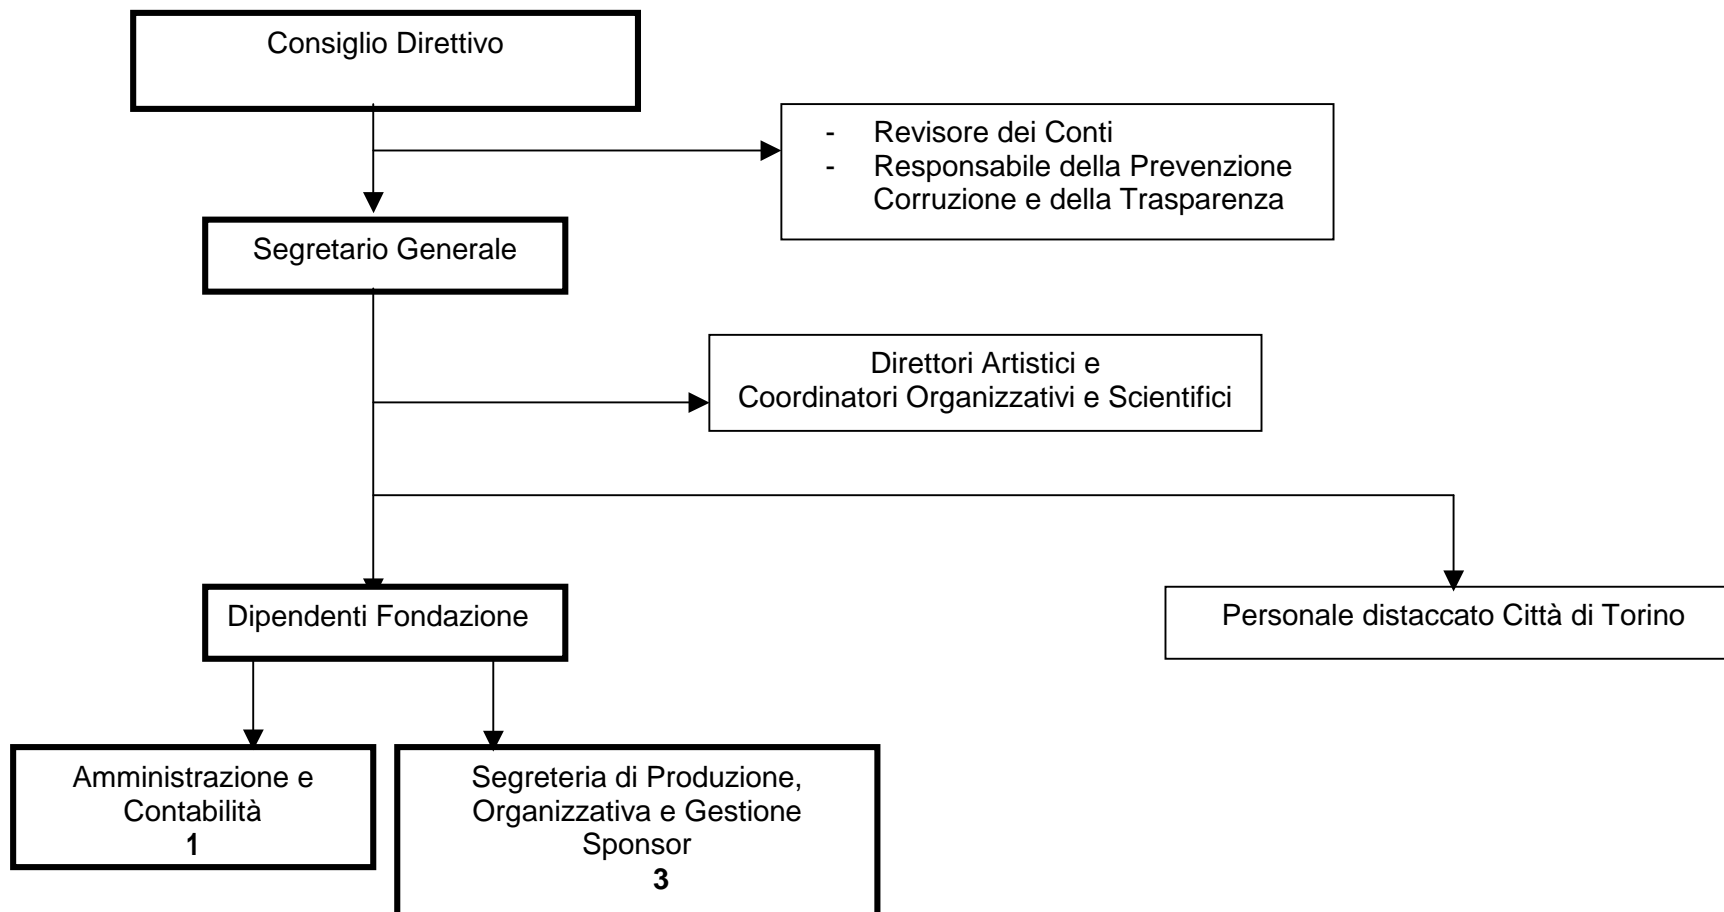 Consiglio Direttivo
- Revisore dei Conti
- Responsabile della Prevenzione
Corruzione e della Trasparenza
Segretario Generale
Direttori Artistici e
Coordinatori Organizzativi e Scientifici
Dipendenti Fondazione
Personale distaccato Città di Torino
Amministrazione e
Contabilità
1
Segreteria di Produzione,
Organizzativa e Gestione
Sponsor
3